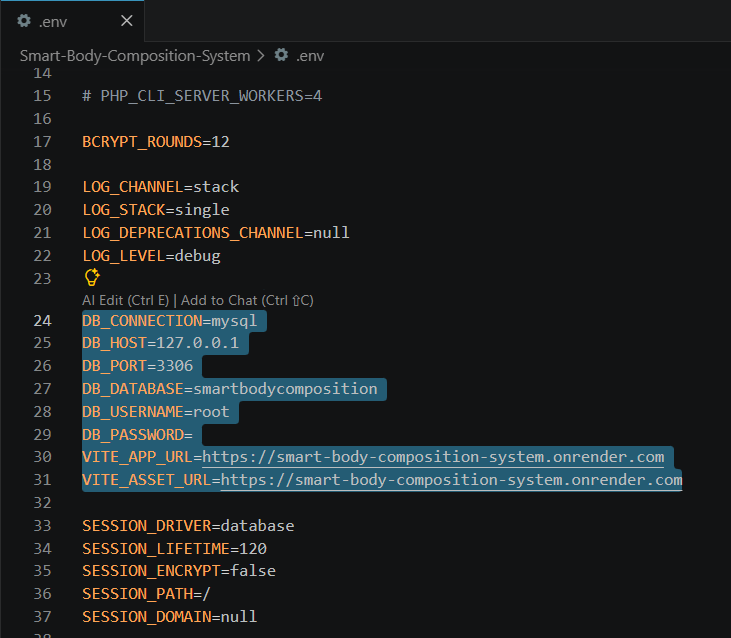 .env
Smart-Body-Composition-System > .env
14
15 # PHP_CLI_SERVER_WORKERS=4
16
17 BCRYPT_ROUNDS=12
18
19 LOG_CHANNEL=stack
20 LOG_STACK=single
21 LOG_DEPRECATIONS_CHANNEL=null
22 LOG_LEVEL=debug
23
AI Edit (Ctrl E) | Add to Chat (Ctrl ⇧C)
24 DB_CONNECTION=mysql
25 DB_HOST=127.0.0.1
26 DB_PORT=3306
27 DB_DATABASE=smartbodycomposition
28 DB_USERNAME=root
29 DB_PASSWORD=
30 VITE_APP_URL=https://smart-body-composition-system.onrender.com
31 VITE_ASSET_URL=https://smart-body-composition-system.onrender.com
32
33 SESSION_DRIVER=database
34 SESSION_LIFETIME=120
35 SESSION_ENCRYPT=false
36 SESSION_PATH=/
37 SESSION_DOMAIN=null
38